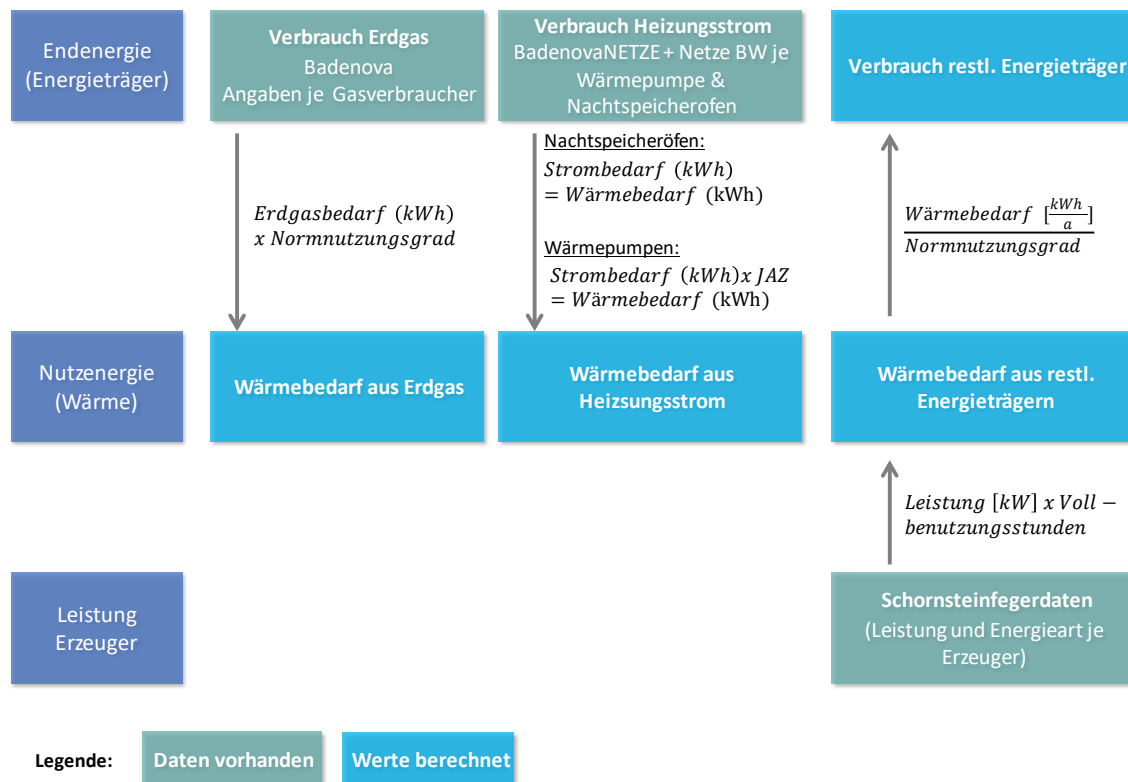 Endenergie
(Energieträger)
Verbrauch Erdgas
Badenova
Angaben je Gasverbraucher
Verbrauch Heizungsstrom
BadenovaNETZE + Netze BW je
Wärmepumpe &
Nachtspeicherofen
Verbrauch restl. Energieträger
Erdgasbedarf (kWh)
x Normnutzungsgrad
Nachtspeicheröfen:
Strombedarf (kWh)
= Wärmebedarf (kWh)
Wärmepumpen:
Strombedarf (kWh)x JAZ
= Wärmebedarf (kWh)
Wärmebedarf [kWh/a]
Normnutzungsgrad
Nutzenergie
(Wärme)
Wärmebedarf aus Erdgas
Wärmebedarf aus
Heizsungsstrom
Wärmebedarf aus restl.
Energieträgern
Leistung [kW] x Voll −
benutzungsstunden
Leistung
Erzeuger
Schornsteinfegerdaten
(Leistung und Energieart je
Erzeuger)
Legende:
Daten vorhanden
Werte berechnet